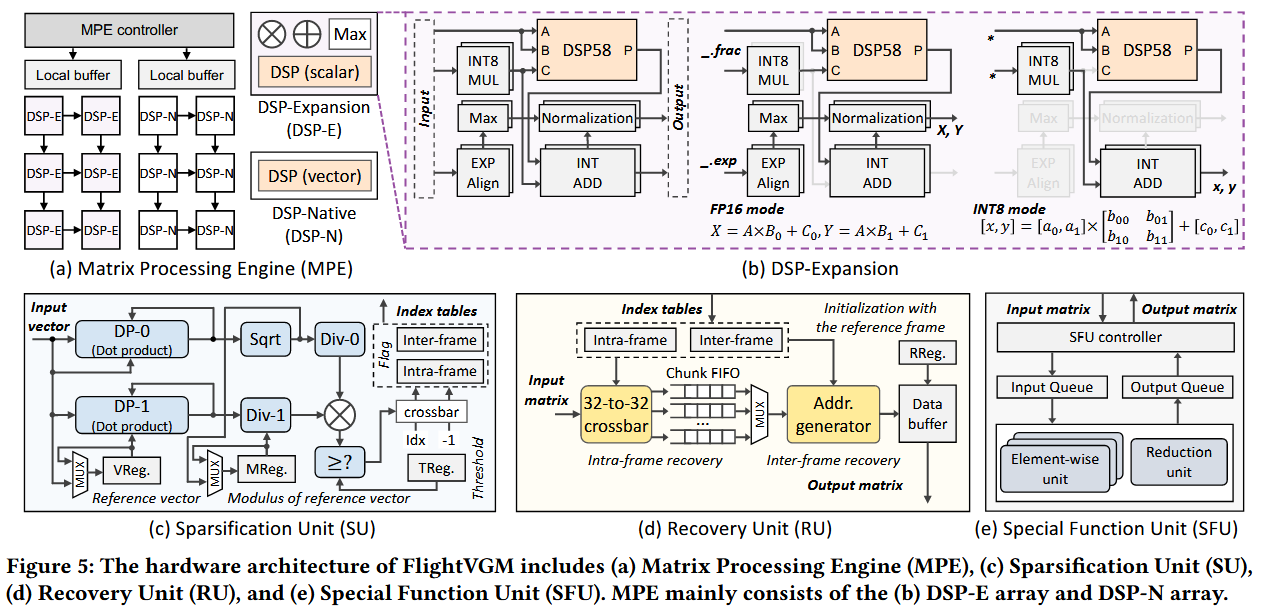 MPE controller
Local buffer
Local buffer
DSP-E DSP-E DSP-N DSP-N
DSP-E DSP-E DSP-N DSP-N
DSP-E DSP-E DSP-N DSP-N
Max
DSP (scalar)
DSP-Expansion
(DSP-E)
DSP (vector)
DSP-Native
(DSP-N)
(a) Matrix Processing Engine (MPE)
Input
INT8
MUL
A
B
C
DSP58
P
Max
Normalization
EXP
Align
INT
ADD
Output
_.frac
INT8
MUL
A
B
C
DSP58
P
Max
Normalization
X, Y
_.exp
EXP
Align
INT
ADD
FP16 mode
X = A×B₀ + C₀, Y = A×B₁ + C₁
*
*
INT8
MUL
A
B
C
DSP58
P
Max
Normalization
EXP
Align
INT
ADD
x, y
INT8 mode
[x, y] = [a₀, a₁]× [b₀₀ b₀₁
b₁₀ b₁₁] + [c₀, c₁]
(b) DSP-Expansion
Input
vector
DP-0
(Dot product)
Sqrt
Div-0
Index tables
Flag
Inter-frame
Intra-frame
DP-1
(Dot product)
Div-1
crossbar
Idx -1
≥?
TReg.
Threshold
MUX
VReg.
MUX
MReg.
Reference vector
Modulus of reference vector
(c) Sparsification Unit (SU)
Index tables
Initialization with
the reference frame
Intra-frame
Inter-frame
RReg.
Input
matrix
Chunk FIFO
32-to-32
crossbar
...
MUX
Addr.
generator
Data
buffer
Intra-frame recovery
Inter-frame recovery
Output matrix
(d) Recovery Unit (RU)
Input matrix
Output matrix
SFU controller
Input Queue
Output Queue
Element-wise
unit
Reduction
unit
(e) Special Function Unit (SFU)
Figure 5: The hardware architecture of FlightVGM includes (a) Matrix Processing Engine (MPE), (c) Sparsification Unit (SU),
(d) Recovery Unit (RU), and (e) Special Function Unit (SFU). MPE mainly consists of the (b) DSP-E array and DSP-N array.